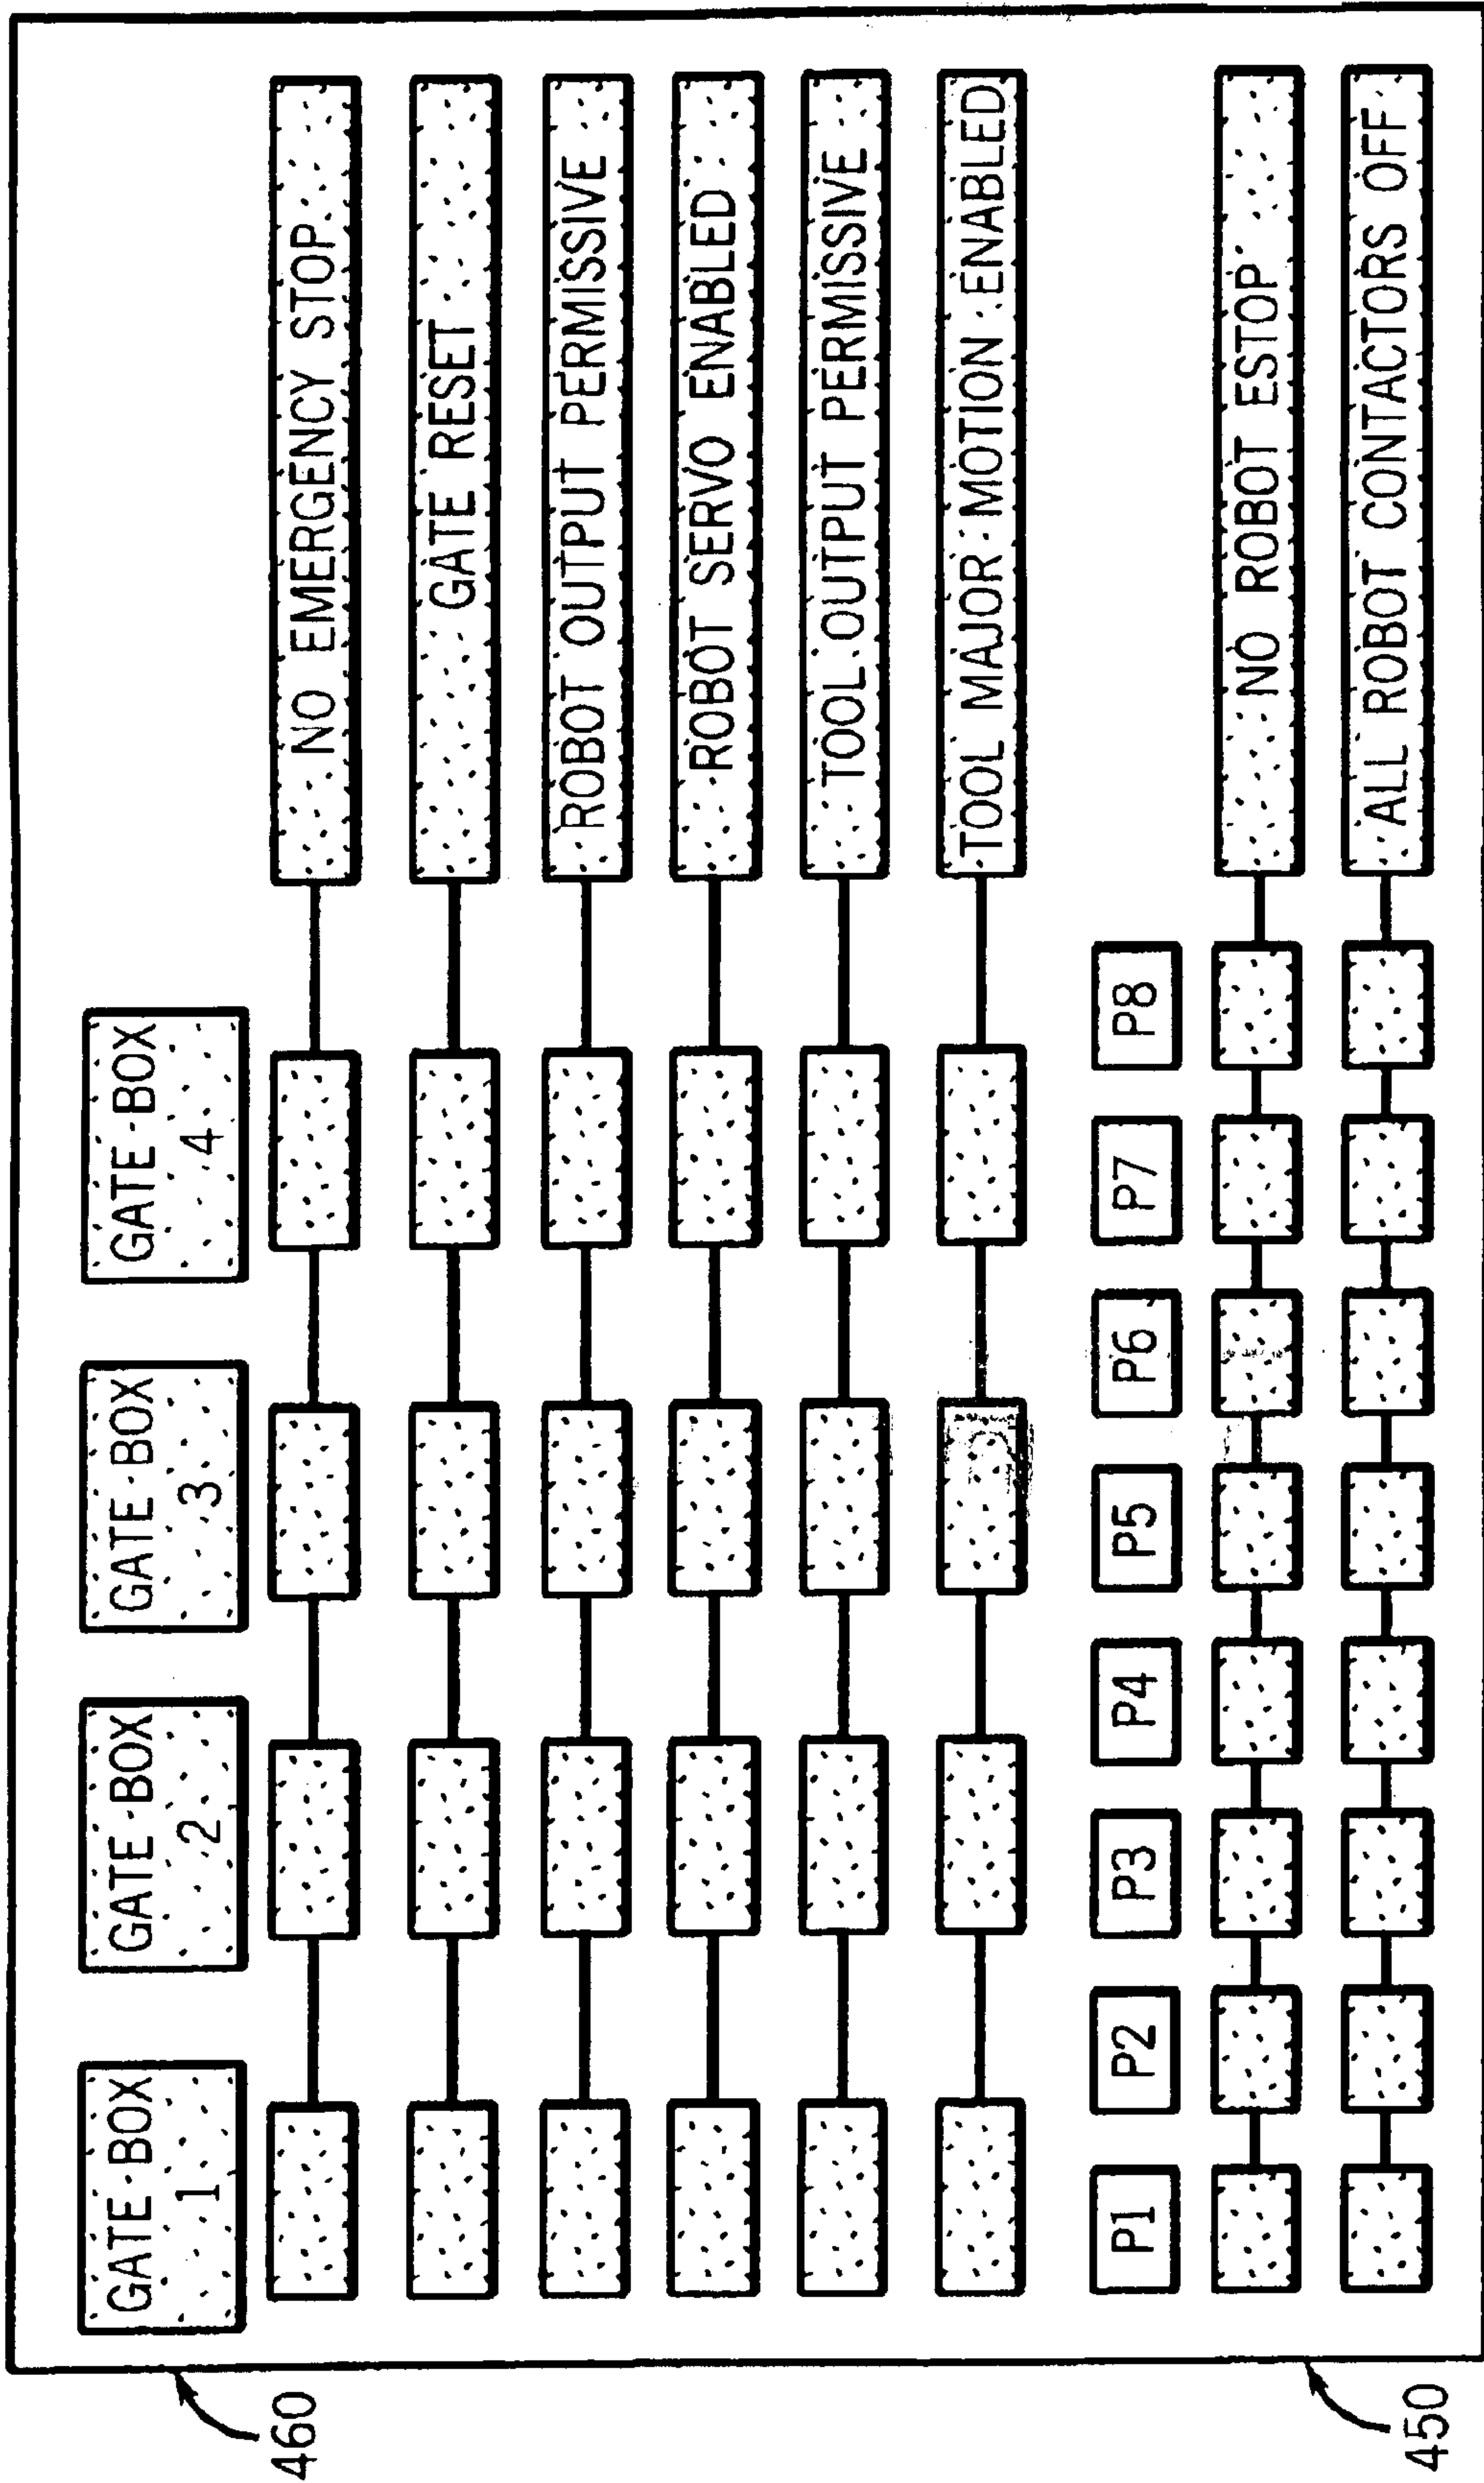 GATE BOX
1
GATE BOX
2
GATE BOX
3
GATE BOX
4
NO EMERGENCY STOP
GATE RESET
ROBOT OUTPUT PERMISSIVE
ROBOT SERVO ENABLED
TOOL OUTPUT PERMISSIVE
TOOL MAJOR MOTION ENABLED
P1 P2 P3 P4 P5 P6 P7 P8
NO ROBOT ESTOP
ALL ROBOT CONTACTORS OFF
460
450